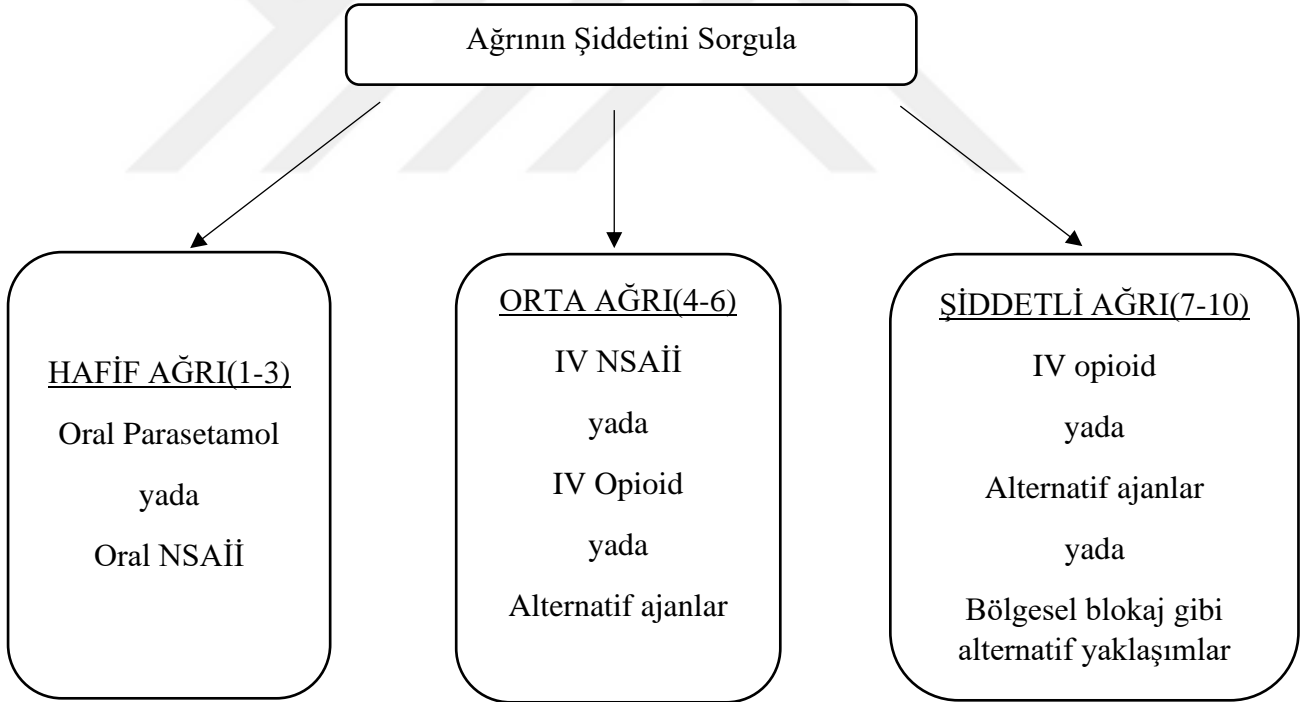 Ağrının Şiddetini Sorgula
HAFİF AĞRI(1-3)
Oral Parasetamol
yada
Oral NSAİİ
ORTA AĞRI(4-6)
IV NSAİİ
yada
IV Opioid
yada
Alternatif ajanlar
ŞİDDETLİ AĞRI(7-10)
IV opioid
yada
Alternatif ajanlar
yada
Bölgesel blokaj gibi
alternatif yaklaşımlar